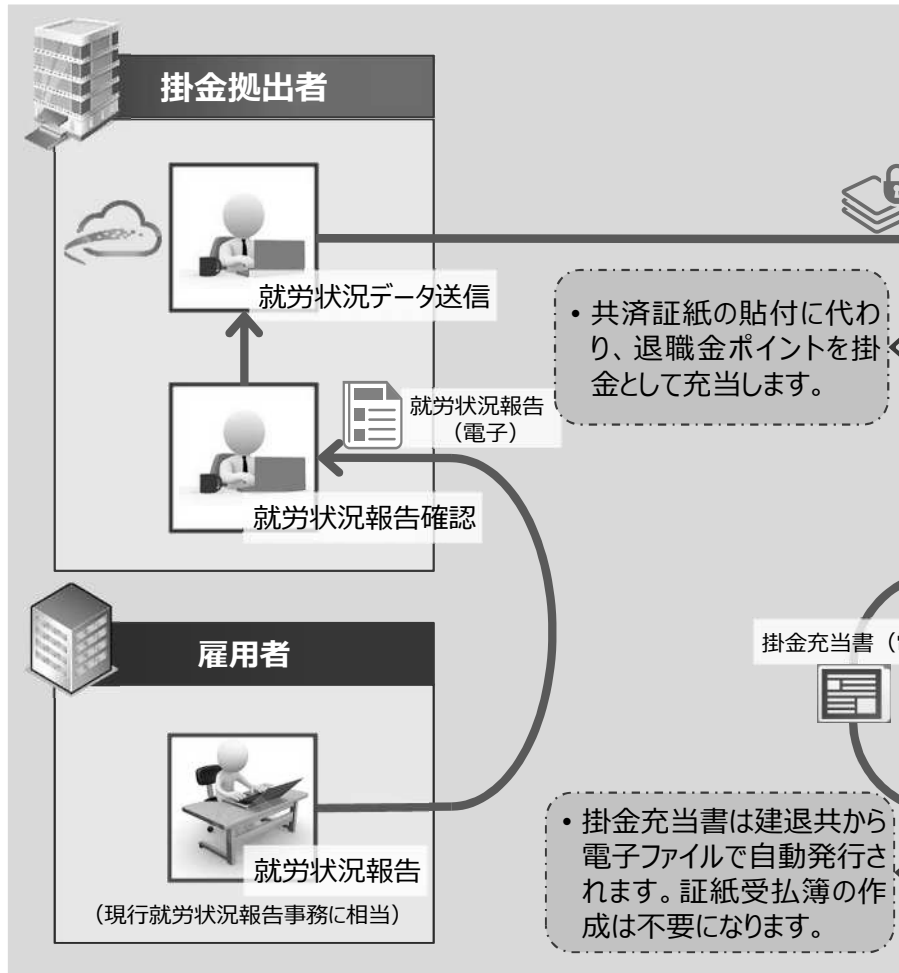 掛金拠出者
就労状況データ送信
• 共済証紙の貼付に代わ
り、退職金ポイントを掛
金として充当します。
就労状況報告
（電子）
就労状況報告確認
雇用者
掛金充当書（
就労状況報告
（現行就労状況報告事務に相当）
• 掛金充当書は建退共から
電子ファイルで自動発行さ
れます。証紙受払簿の作
成は不要になります。